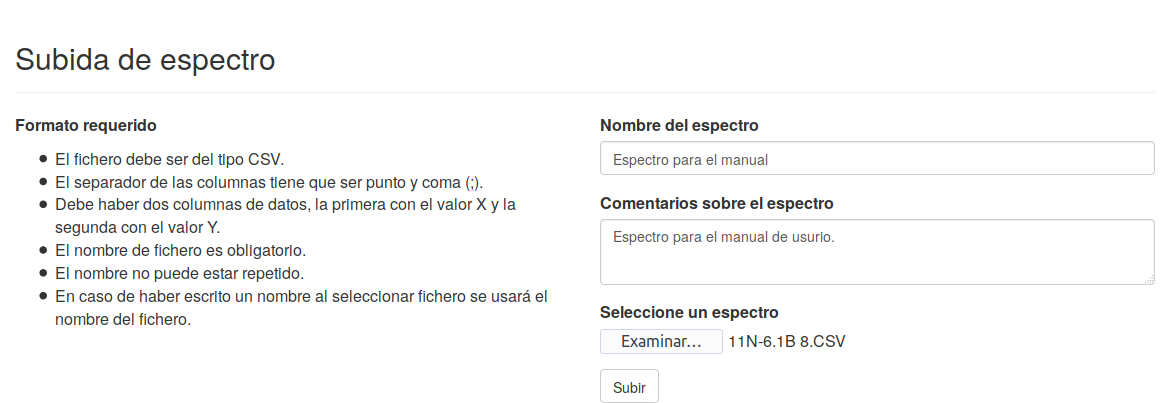 Subida de espectro
Formato requerido
El fichero debe ser del tipo CSV.
El separador de las columnas tiene que ser punto y coma (;).
Debe haber dos columnas de datos, la primera con el valor X y la
segunda con el valor Y.
El nombre de fichero es obligatorio.
El nombre no puede estar repetido.
En caso de haber escrito un nombre al seleccionar fichero se usará el
nombre del fichero.
Nombre del espectro
Espectro para el manual
Comentarios sobre el espectro
Espectro para el manual de usurio.
Seleccione un espectro
Examinar... 11N-6.1B 8.CSV
Subir